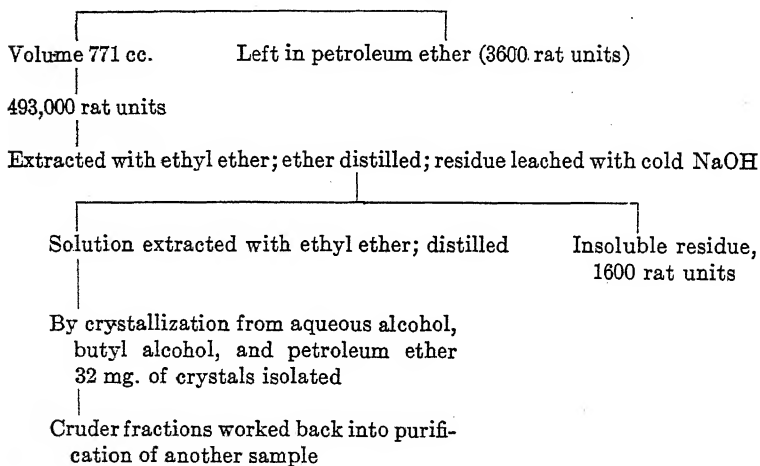 Volume 771 cc. Left in petroleum ether (3600 rat units)
493,000 rat units
Extracted with ethyl ether; ether distilled; residue leached with cold NaOH
Solution extracted with ethyl ether; distilled Insoluble residue,
1600 rat units
By crystallization from aqueous alcohol,
butyl alcohol, and petroleum ether
32 mg. of crystals isolated
Cruder fractions worked back into purifi-
cation of another sample